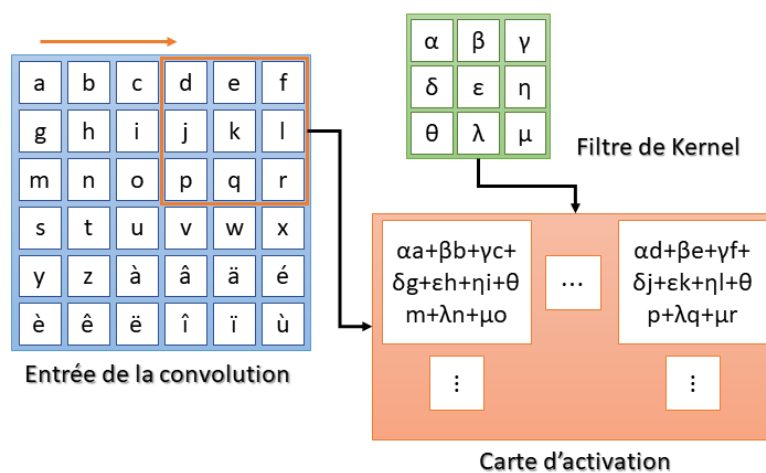 α β γ
δ ε η
θ λ μ
Filtre de Kernel
a b c d e f
g h i j k l
m n o p q r
s t u v w x
y z à â ä é
è ê ë î ï ù
Entrée de la convolution
αa+βb+γc+
δg+εh+ηi+θ
m+λn+μo
...
αd+βe+γf+
δj+εk+ηl+θ
p+λq+μr
⋮
⋮
Carte d’activation